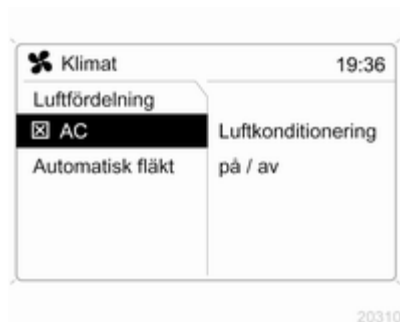 Klimat 19:36
Luftfördelning
AC Luftkonditionering
Automatisk fläkt på / av
20310